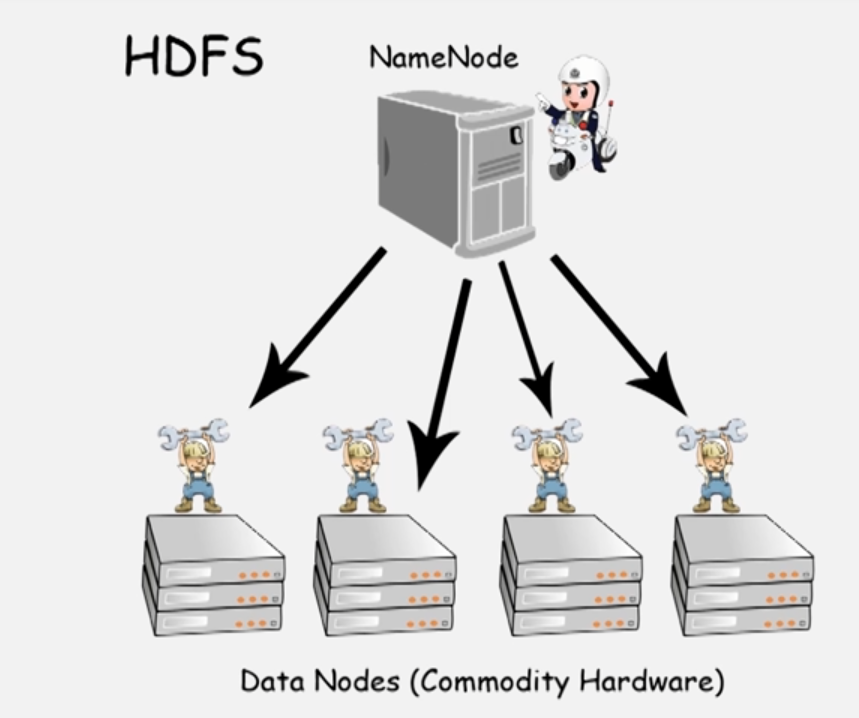 HDFS
NameNode
Data Nodes (Commodity Hardware)